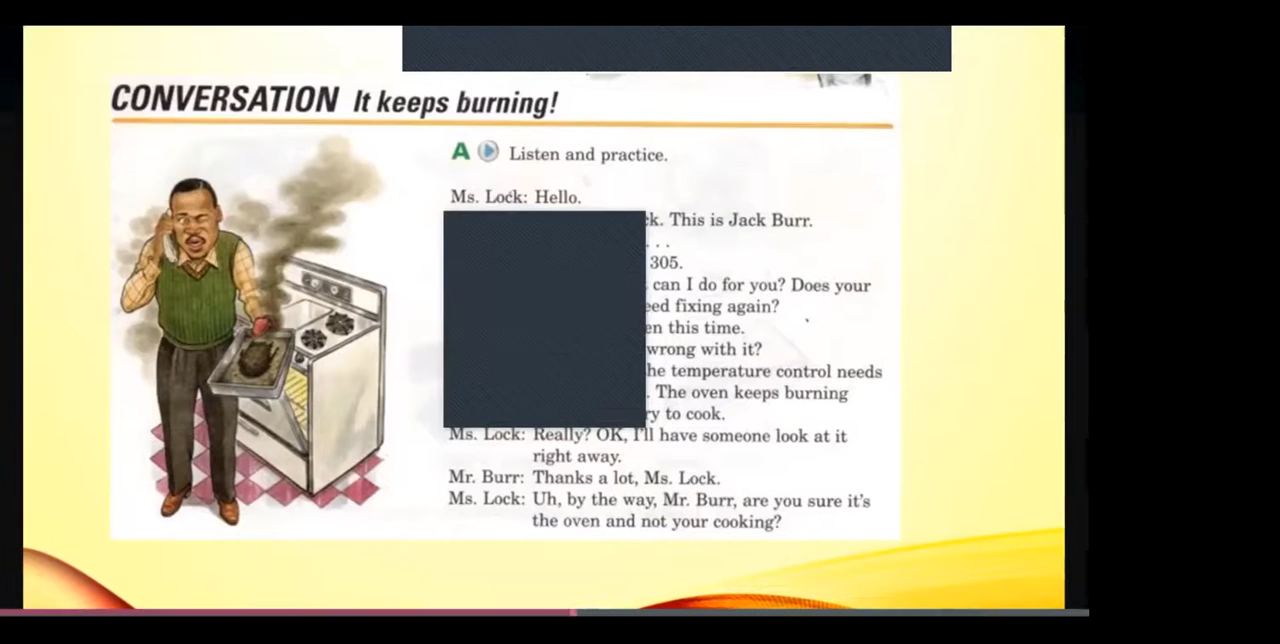 CONVERSATION It keeps burning!
A Listen and practice.
Ms. Lock: Hello.
This is Jack Burr.
. . .
305.
can I do for you? Does your
fixing again?
this time.
wrong with it?
temperature control needs
. The oven keeps burning
to cook.
Ms. Lock: Really? OK, I'll have someone look at it
right away.
Mr. Burr: Thanks a lot, Ms. Lock.
Ms. Lock: Uh, by the way, Mr. Burr, are you sure it's
the oven and not your cooking?